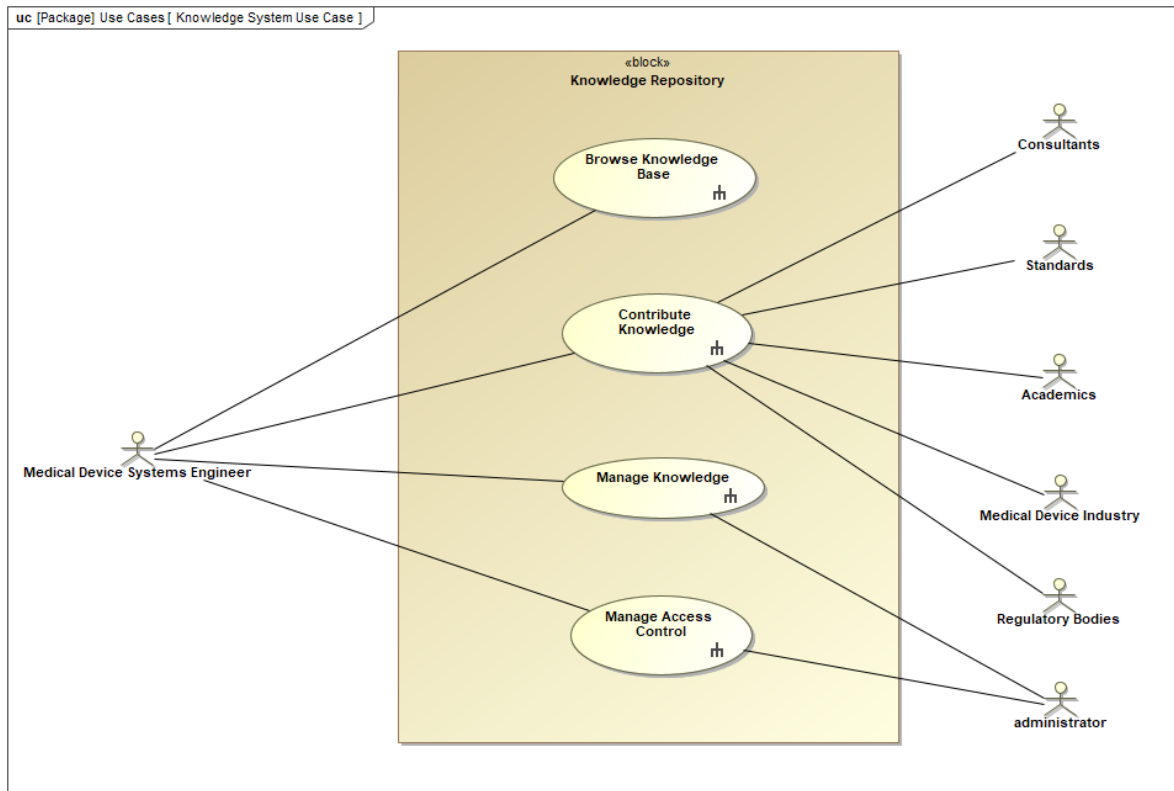 uc [Package] Use Cases [ Knowledge System Use Case ]
«block»
Knowledge Repository
Browse Knowledge
Base
Contribute
Knowledge
Manage Knowledge
Manage Access
Control
Medical Device Systems Engineer
Consultants
Standards
Academics
Medical Device Industry
Regulatory Bodies
administrator